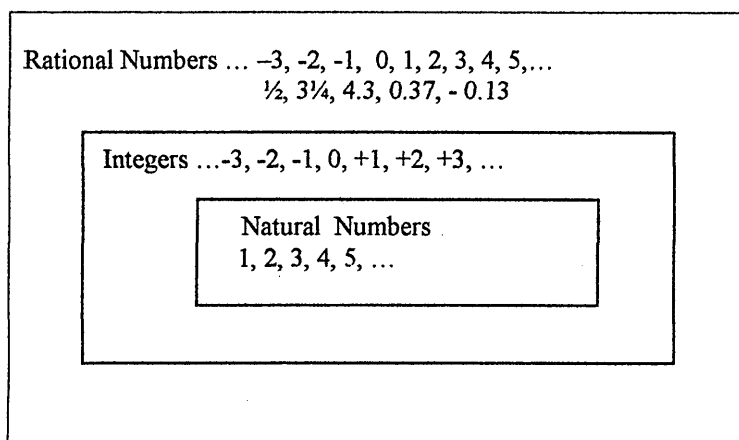 Rational Numbers ... –3, -2, -1, 0, 1, 2, 3, 4, 5,...
½, 3¼, 4.3, 0.37, - 0.13
Integers ...-3, -2, -1, 0, +1, +2, +3, ...
Natural Numbers
1, 2, 3, 4, 5, ...